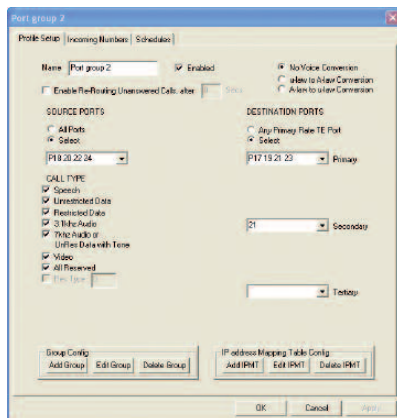 Port group 2
Profile Setup Incoming Numbers Schedules
Name Port group 2 Enabled
No Voice Conversion
u-law to A-law Conversion
A-law to u-law Conversion
Enable Re-Routing Unanswered Calls after Secs
SOURCE PORTS
DESTINATION PORTS
All Ports
Select
Any Primary Rate TE Port
Select
P18 20 22 24
P17 19 21 23 Primary
CALL TYPE
Speech
Unrestricted Data
Restricted Data
3.1khz Audio
7khz Audio or
UnRes Data with Tone
Video
All Reserved
21 Secondary
Tertiary
Group Config
Add Group Edit Group Delete Group
IP address Mapping Table Config
Add IPMT Edit IPMT Delete IPMT
OK Cancel Apply